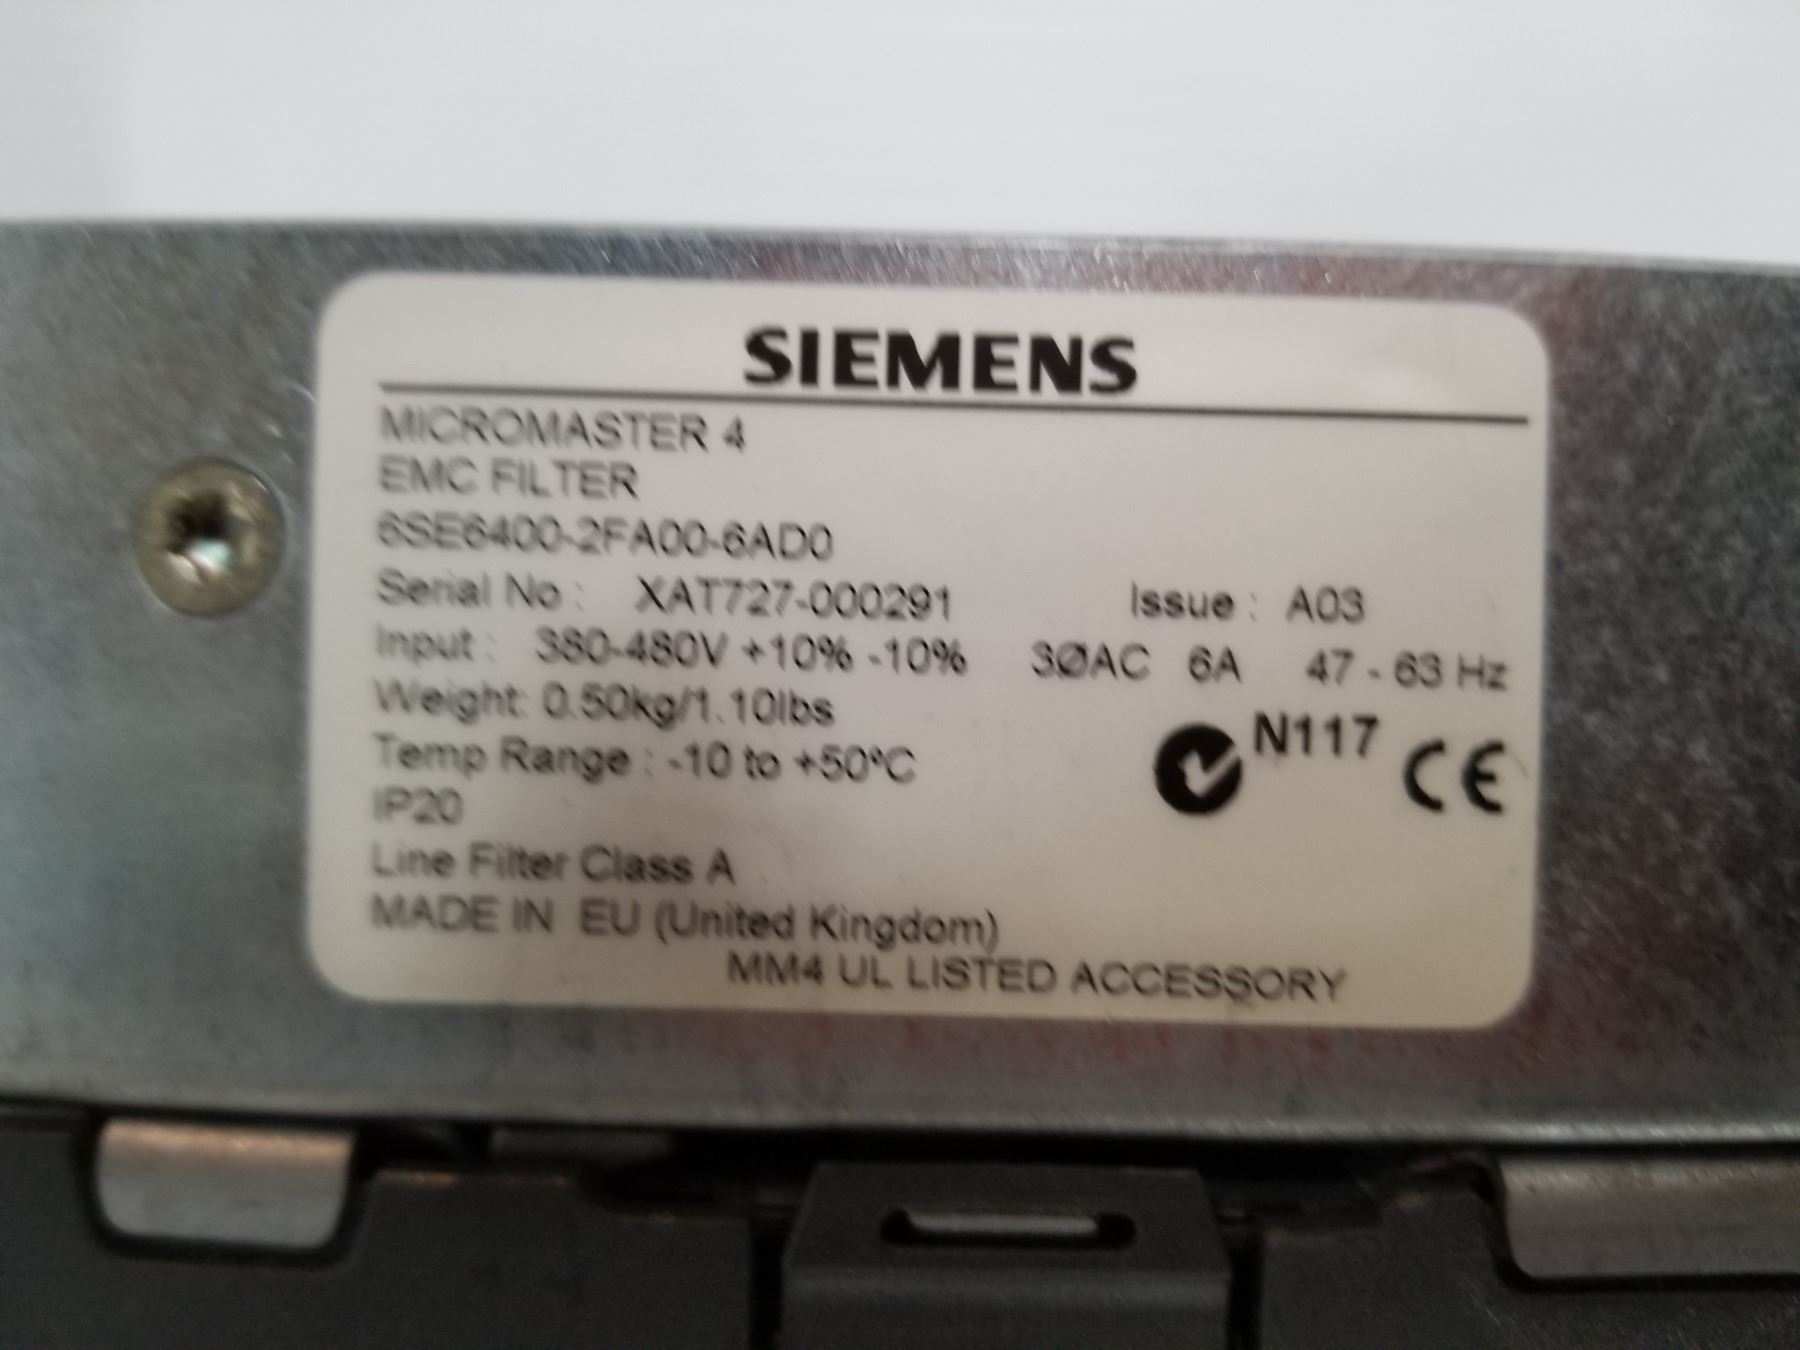 SIEMENS
MICROMASTER 4
EMC FILTER
6SE6400-2FA00-6AD0
Serial No : XAT727-000291 Issue : A03
Input : 380-480V +10% -10% 3ØAC 6A 47 - 63 Hz
Weight: 0.50kg/1.10lbs
N117 CE
Temp Range : -10 to +50°C
IP20
Line Filter Class A
MADE IN EU (United Kingdom)
MM4 UL LISTED ACCESSORY